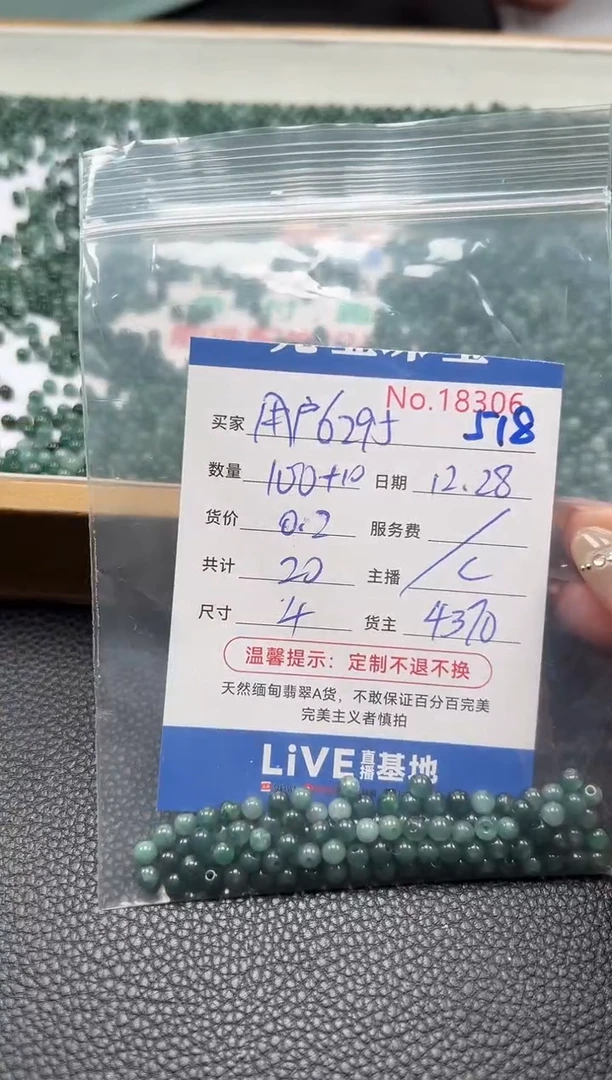 No.18306
买家 用户6295 518
数量 100+10 日期 12.28
货价 0.2 服务费 /
共计 20 主播 / C
尺寸 4 货主 4370
温馨提示：定制不退不换
天然缅甸翡翠A货，不敢保证百分百完美
完美主义者慎拍
LiVE直播基地